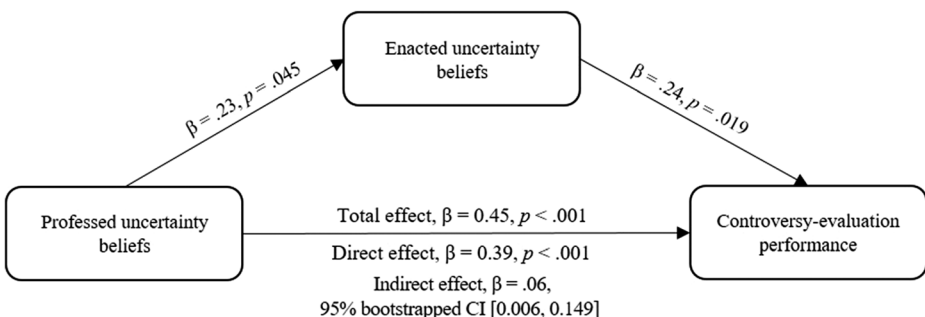 Enacted uncertainty
beliefs
β = .23, p = .045
β = .24, p = .019
Professed uncertainty
beliefs
Total effect, β = 0.45, p < .001
Direct effect, β = 0.39, p < .001
Indirect effect, β = .06,
95% bootstrapped CI [0.006, 0.149]
Controversy-evaluation
performance